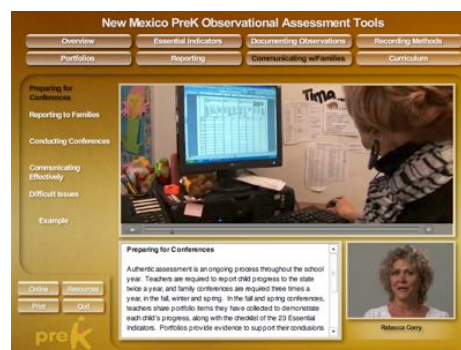 New Mexico PreK Observational Assessment Tools
Overview
Essential Indicators
Documenting Observations
Recording Methods
Portfolios
Reporting
Communicating w/Families
Curriculum
Preparing for
Conferences
Reporting to Families
Conducting Conferences
Communicating
Effectively
Difficult Issues
Example
Preparing for Conferences
Authentic assessment is an ongoing process throughout the school
year. Teachers are required to report child progress to the state
twice a year, and family conferences are required three times a
year, in the fall, winter and spring. In the fall and spring conferences,
teachers share portfolio items they have collected to demonstrate
each child's progress, along with the checklist of the 23 Essential
Indicators. Portfolios provide evidence to support their conclusions
Rebecca Corry
Online
Resources
Print
Quit
preK